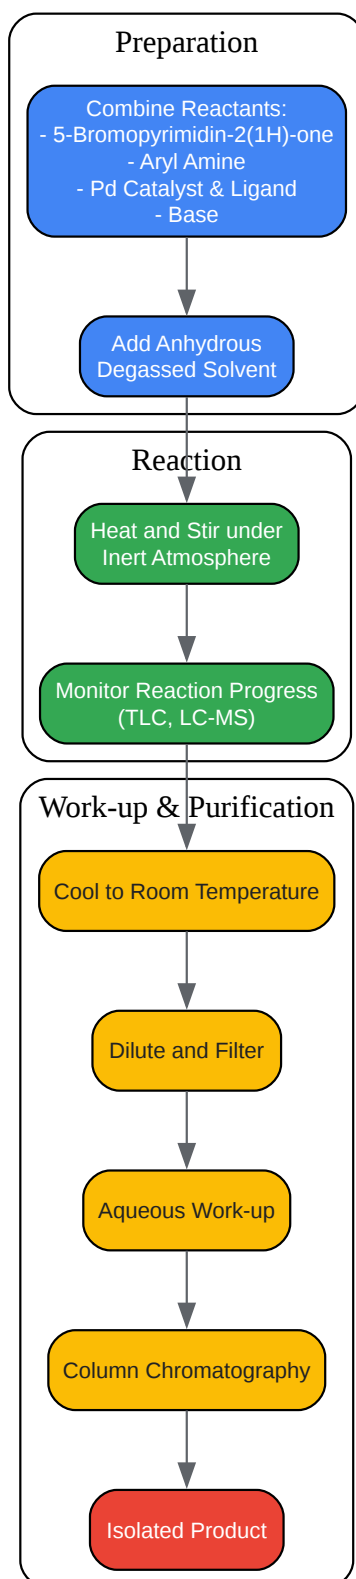 Preparation
Combine Reactants:
- 5-Bromopyrimidin-2(1H)-one
- Aryl Amine
- Pd Catalyst & Ligand
- Base
Add Anhydrous
Degassed Solvent
Reaction
Heat and Stir under
Inert Atmosphere
Monitor Reaction Progress
(TLC, LC-MS)
Work-up & Purification
Cool to Room Temperature
Dilute and Filter
Aqueous Work-up
Column Chromatography
Isolated Product